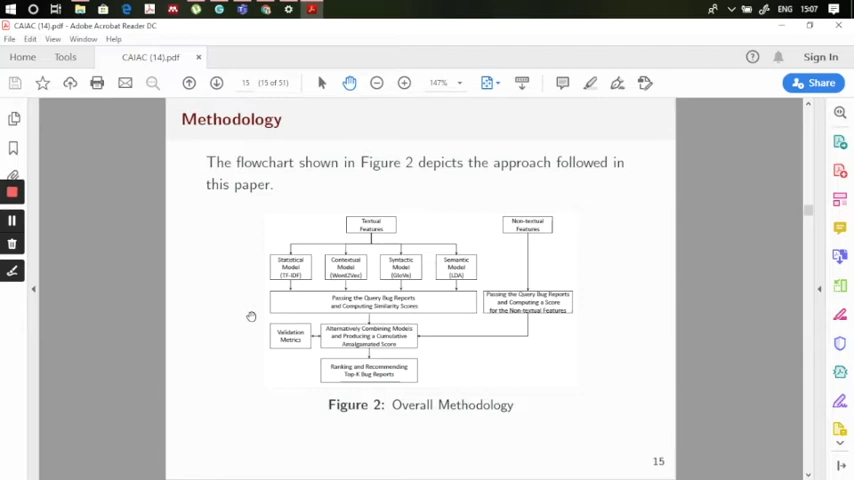 ENG 15:07
CAIAC (14).pdf - Adobe Acrobat Reader DC
File Edit View Sign Window Help
Home Tools CAIAC (14).pdf × Sign In
15 (15 of 51) 147% Share
Methodology
The flowchart shown in Figure 2 depicts the approach followed in
this paper.
Textual
Features
Non-textual
Features
Statistical
Model
(TF-IDF)
Contextual
Model
(Word2Vec)
Syntactic
Model
(GloVe)
Semantic
Model
(LDA)
Passing the Query Bug Reports
and Computing Similarity Scores
Passing the Query Bug Reports
and Computing a Score
for the Non-textual Features
Validation
Metrics
Alternatively Combining Models
and Producing a Cumulative
Amalgamated Score
Ranking and Recommending
Top-K Bug Reports
Figure 2: Overall Methodology
15